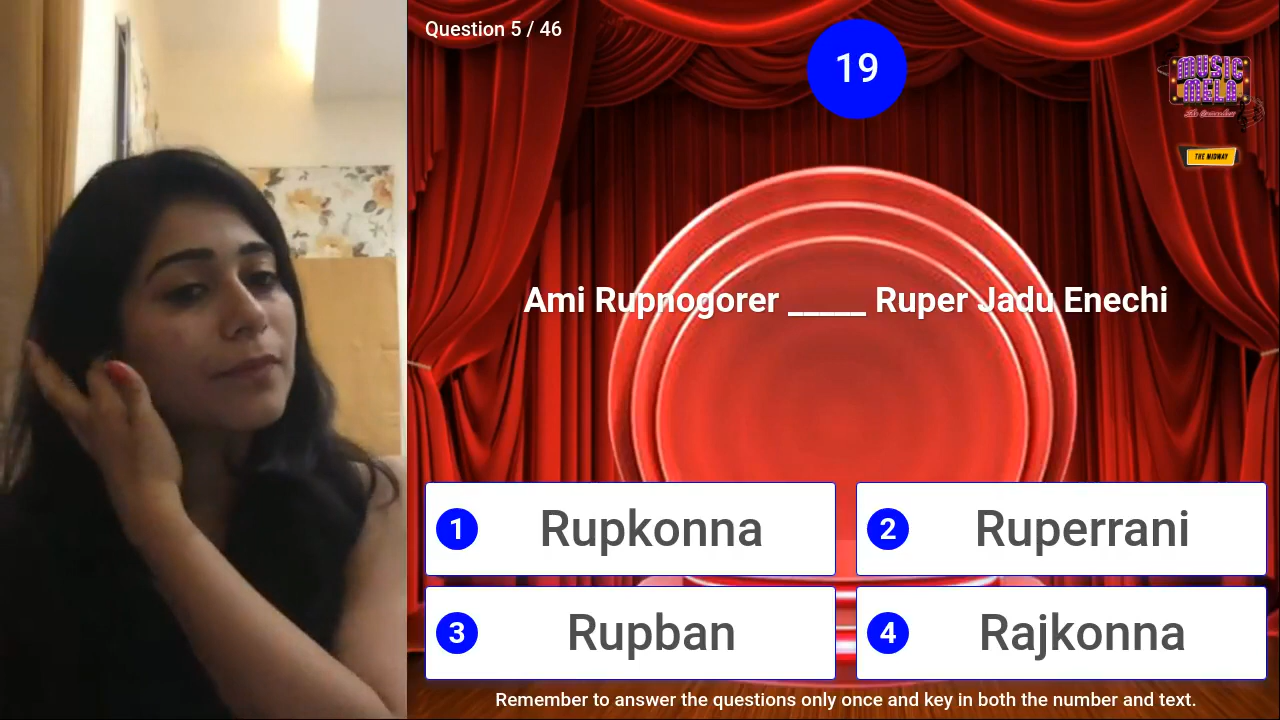 Question 5 / 46
19
MUSIC
MELA
THE MIDWAY
Ami Rupnogorer _____ Ruper Jadu Enechi
1 Rupkonna
2 Ruperrani
3 Rupban
4 Rajkonna
Remember to answer the questions only once and key in both the number and text.